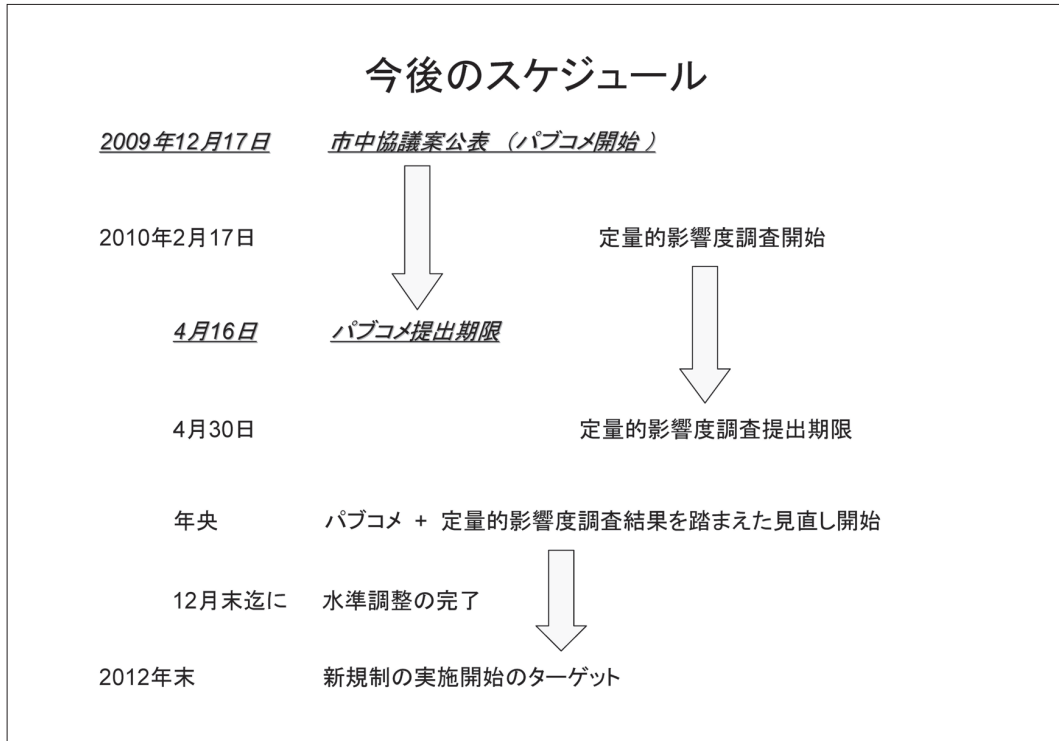 今後のスケジュール
2009年12月17日 市中協議案公表 (パブコメ開始 )
2010年2月17日 定量的影響度調査開始
4月16日 パブコメ提出期限
4月30日 定量的影響度調査提出期限
年央 パブコメ + 定量的影響度調査結果を踏まえた見直し開始
12月末迄に 水準調整の完了
2012年末 新規制の実施開始のターゲット